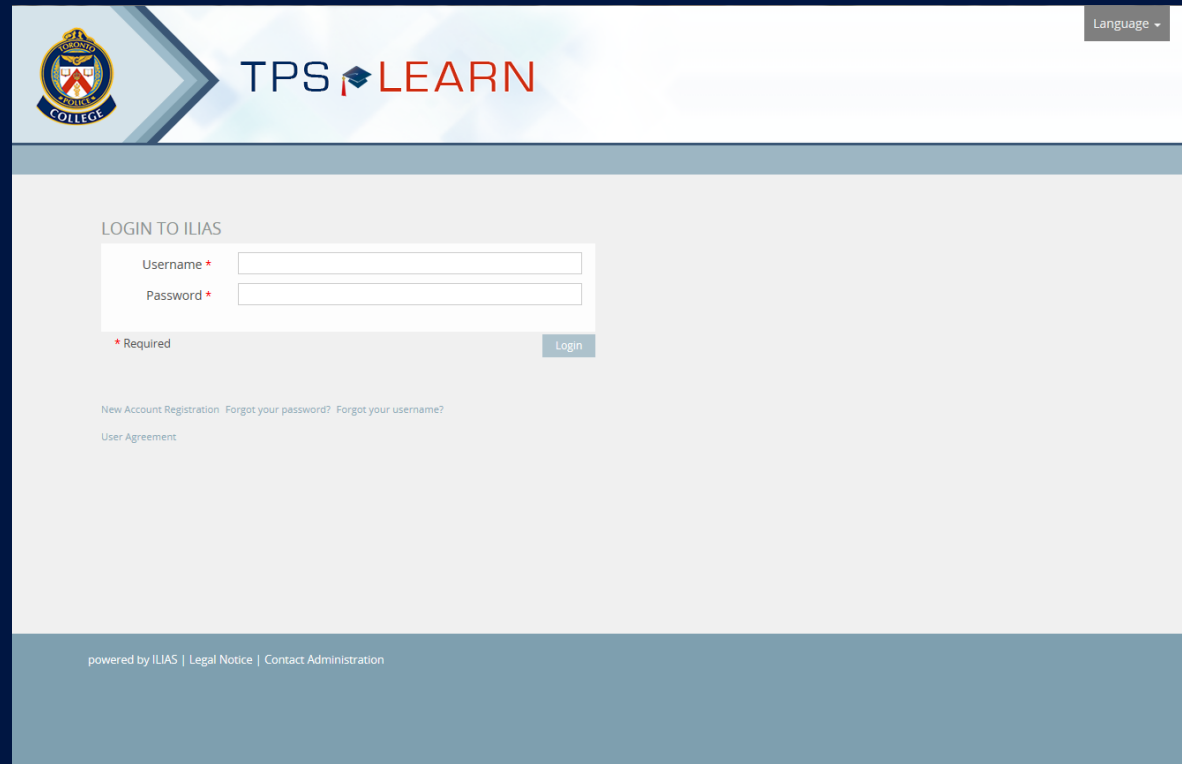 Language
TORONTO
POLICE
COLLEGE
TPS LEARN
LOGIN TO ILIAS
Username *
Password *
* Required
Login
New Account Registration Forgot your password? Forgot your username?
User Agreement
powered by ILIAS | Legal Notice | Contact Administration